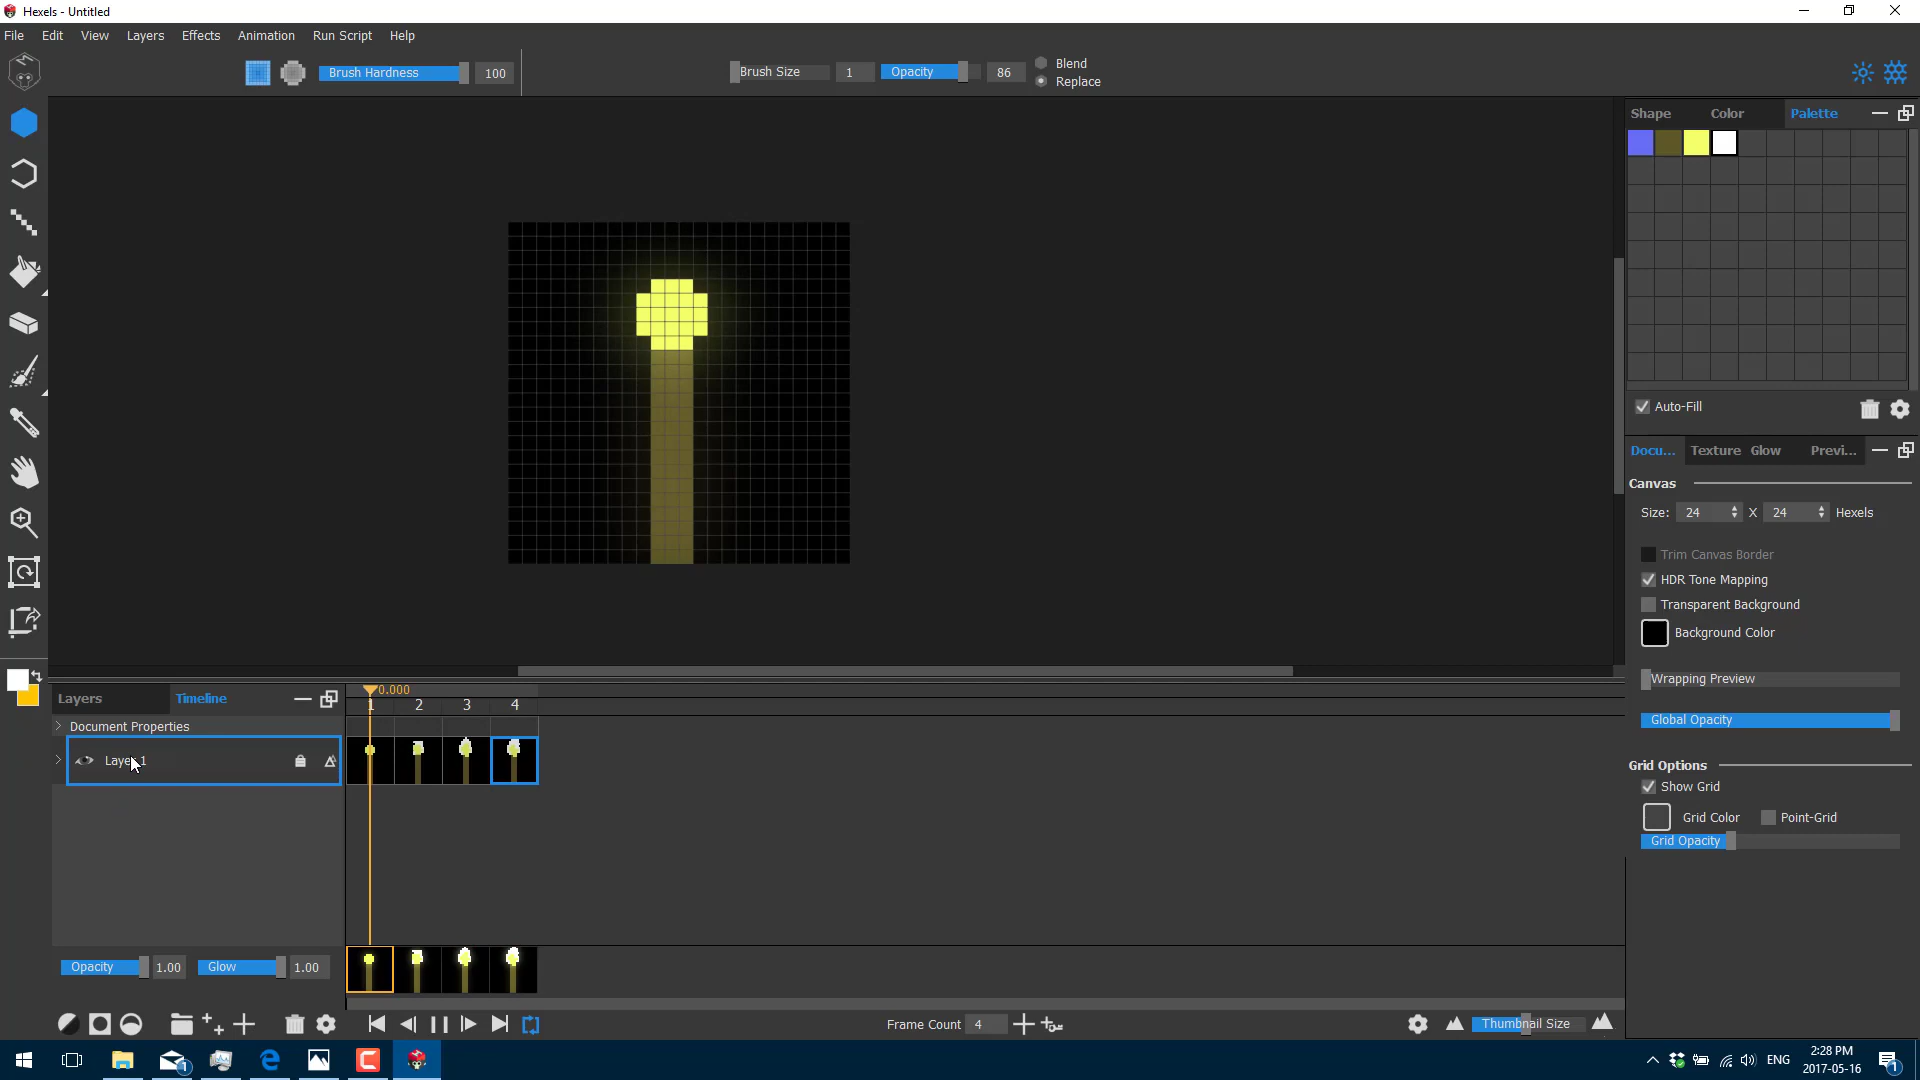 Hexels - Untitled
File Edit View Layers Effects Animation Run Script Help
Brush Hardness 100 Brush Size 1 Opacity 86 Blend
Replace
Shape Color Palette
Auto-Fill
Docu... Texture Glow Previ...
Canvas
Size: 24 X 24 Hexels
Trim Canvas Border
HDR Tone Mapping
Transparent Background
Background Color
Wrapping Preview
Global Opacity
Grid Options
Show Grid
Grid Color Point-Grid
Grid Opacity
Layers Timeline 0.000
1 2 3 4
Document Properties
Layer 1
Opacity 1.00 Glow 1.00
Frame Count 4 Thumbnail Size
ENG 2:28 PM
2017-05-16
1 1